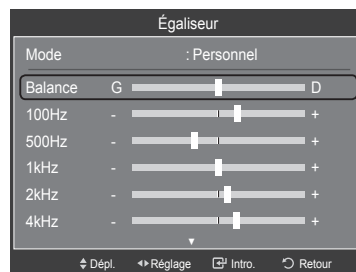 Égaliseur
Mode : Personnel
Balance G D
100Hz - +
500Hz - +
1kHz - +
2kHz - +
4kHz - +
Dépl. Réglage Intro. Retour